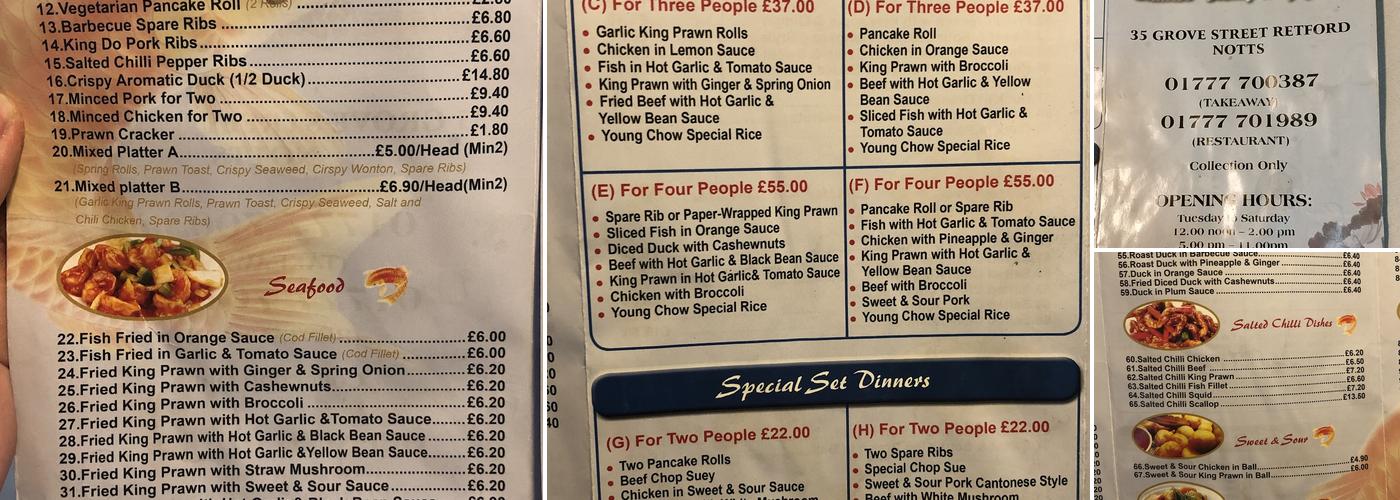 12.Vegetarian Pancake Roll (2 Rolls)
13.Barbecue Spare Ribs £6.80
14.King Do Pork Ribs £6.60
15.Salted Chilli Pepper Ribs £6.60
16.Crispy Aromatic Duck (1/2 Duck) £14.80
17.Minced Pork for Two £9.40
18.Minced Chicken for Two £9.40
19.Prawn Cracker £1.80
20.Mixed Platter A £5.00/Head (Min2)
(Spring Rolls, Prawn Toast, Crispy Seaweed, Cirspy Wonton, Spare Ribs)
21.Mixed platter B £6.90/Head(Min2)
(Garlic King Prawn Rolls, Prawn Toast, Crispy Seaweed, Salt and
Chili Chicken, Spare Ribs)
Seafood
22.Fish Fried in Orange Sauce (Cod Fillet) £6.00
23.Fish Fried in Garlic & Tomato Sauce (Cod Fillet) £6.00
24.Fried King Prawn with Ginger & Spring Onion £6.20
25.Fried King Prawn with Cashewnuts £6.20
26.Fried King Prawn with Broccoli £6.20
27.Fried King Prawn with Hot Garlic &Tomato Sauce £6.20
28.Fried King Prawn with Hot Garlic & Black Bean Sauce £6.20
29.Fried King Prawn with Hot Garlic &Yellow Bean Sauce £6.20
30.Fried King Prawn with Straw Mushroom £6.20
31.Fried King Prawn with Sweet & Sour Sauce £6.20
(C) For Three People £37.00
Garlic King Prawn Rolls
Chicken in Lemon Sauce
Fish in Hot Garlic & Tomato Sauce
King Prawn with Ginger & Spring Onion
Fried Beef with Hot Garlic &
Yellow Bean Sauce
Young Chow Special Rice
(D) For Three People £37.00
Pancake Roll
Chicken in Orange Sauce
King Prawn with Broccoli
Beef with Hot Garlic & Yellow
Bean Sauce
Sliced Fish with Hot Garlic &
Tomato Sauce
Young Chow Special Rice
(E) For Four People £55.00
Spare Rib or Paper-Wrapped King Prawn
Sliced Fish in Orange Sauce
Diced Duck with Cashewnuts
Beef with Hot Garlic & Black Bean Sauce
King Prawn in Hot Garlic& Tomato Sauce
Chicken with Broccoli
Young Chow Special Rice
(F) For Four People £55.00
Pancake Roll or Spare Rib
Fish with Hot Garlic & Tomato Sauce
Chicken with Pineapple & Ginger
King Prawn with Hot Garlic &
Yellow Bean Sauce
Beef with Broccoli
Sweet & Sour Pork
Young Chow Special Rice
Special Set Dinners
(G) For Two People £22.00
Two Pancake Rolls
Beef Chop Suey
Chicken in Sweet & Sour Sauce
(H) For Two People £22.00
Two Spare Ribs
Special Chop Sue
Sweet & Sour Pork Cantonese Style
Beef with White Mushroom
35 GROVE STREET RETFORD
NOTTS
01777 700387
(TAKEAWAY)
01777 701989
(RESTAURANT)
Collection Only
OPENING HOURS:
Tuesday to Saturday
12.00 noon – 2.00 pm
5.00 pm – 11.00pm
55.Roast Duck in Barbecue Sauce £6.40
56.Roast Duck with Pineapple & Ginger £6.40
57.Duck in Orange Sauce £6.40
58.Fried Diced Duck with Cashewnuts £6.40
59.Duck in Plum Sauce £6.40
Salted Chilli Dishes
60.Salted Chilli Chicken £6.20
61.Salted Chilli Beef £6.50
62.Salted Chilli King Prawn £7.20
63.Salted Chilli Fish Fillet £6.60
64.Salted Chilli Squid £7.20
65.Salted Chilli Scallop £13.50
Sweet & Sour
66.Sweet & Sour Chicken in Ball £4.90
67.Sweet & Sour King Prawn in Ball £6.00